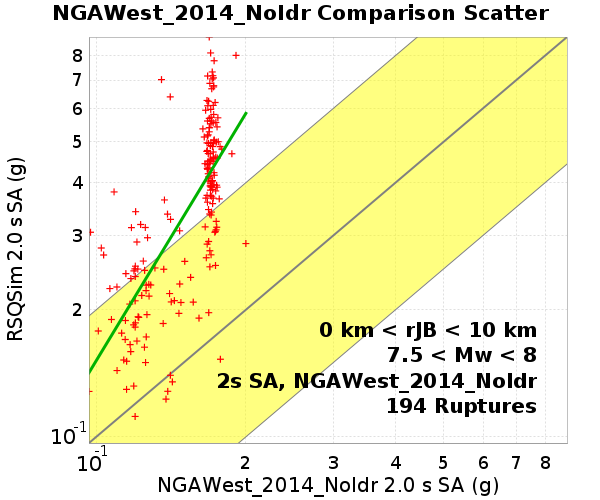 NGAWest_2014_NoIdr Comparison Scatter
RSQSim 2.0 s SA (g)
8
7
6
5
4
3
2
10-1
0 km < rJB < 10 km
7.5 < Mw < 8
2s SA, NGAWest_2014_NoIdr
194 Ruptures
10-1 2 3 4 5 6 7 8
NGAWest_2014_NoIdr 2.0 s SA (g)